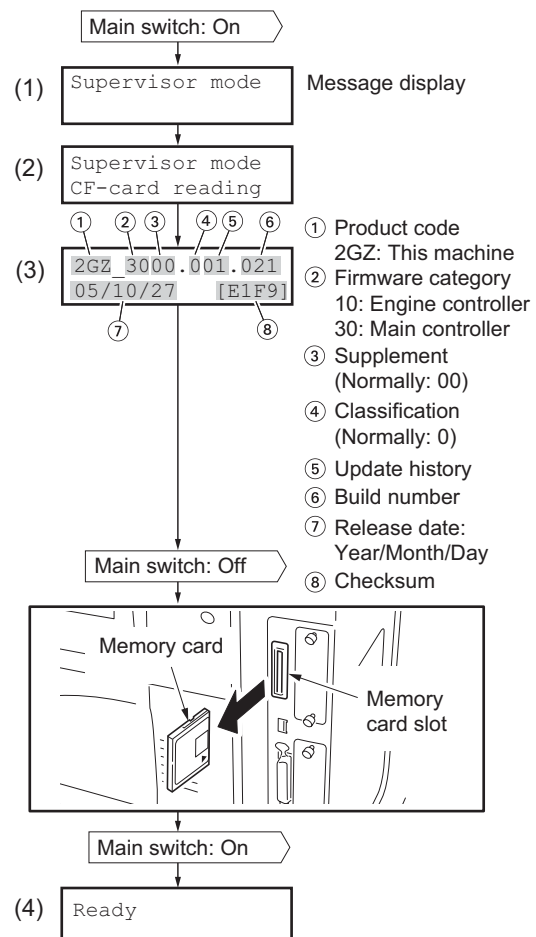 Main switch: On
(1)
Supervisor mode
Message display
(2)
Supervisor mode
CF-card reading
① ② ③ ④ ⑤ ⑥
(3)
2GZ_3000.001.021
05/10/27 [E1F9]
⑦ ⑧
① Product code
2GZ: This machine
② Firmware category
10: Engine controller
30: Main controller
③ Supplement
(Normally: 00)
④ Classification
(Normally: 0)
⑤ Update history
⑥ Build number
⑦ Release date:
Year/Month/Day
⑧ Checksum
Main switch: Off
Memory card
Memory
card slot
Main switch: On
(4)
Ready